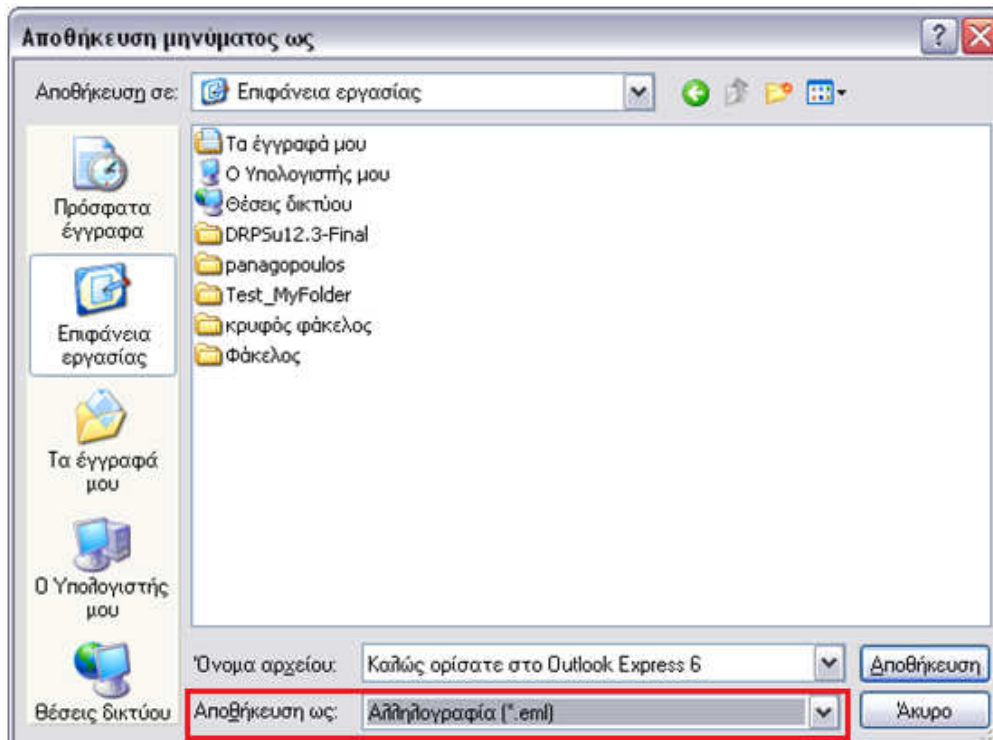 Αποθήκευση μηνύματος ως
Αποθήκευση σε:
Επιφάνεια εργασίας
Τα έγγραφά μου
Ο Υπολογιστής μου
Θέσεις δικτύου
DRPSu12.3-Final
panagopoulos
Test_MyFolder
κρυφός φάκελος
Φάκελος
Πρόσφατα
έγγραφα
Επιφάνεια
εργασίας
Τα έγγραφά
μου
Ο Υπολογιστής
μου
Θέσεις δικτύου
Όνομα αρχείου:
Καλώς ορίσατε στο Outlook Express 6
Αποθήκευση
Αποθήκευση ως:
Αλληλογραφία (*.eml)
Άκυρο